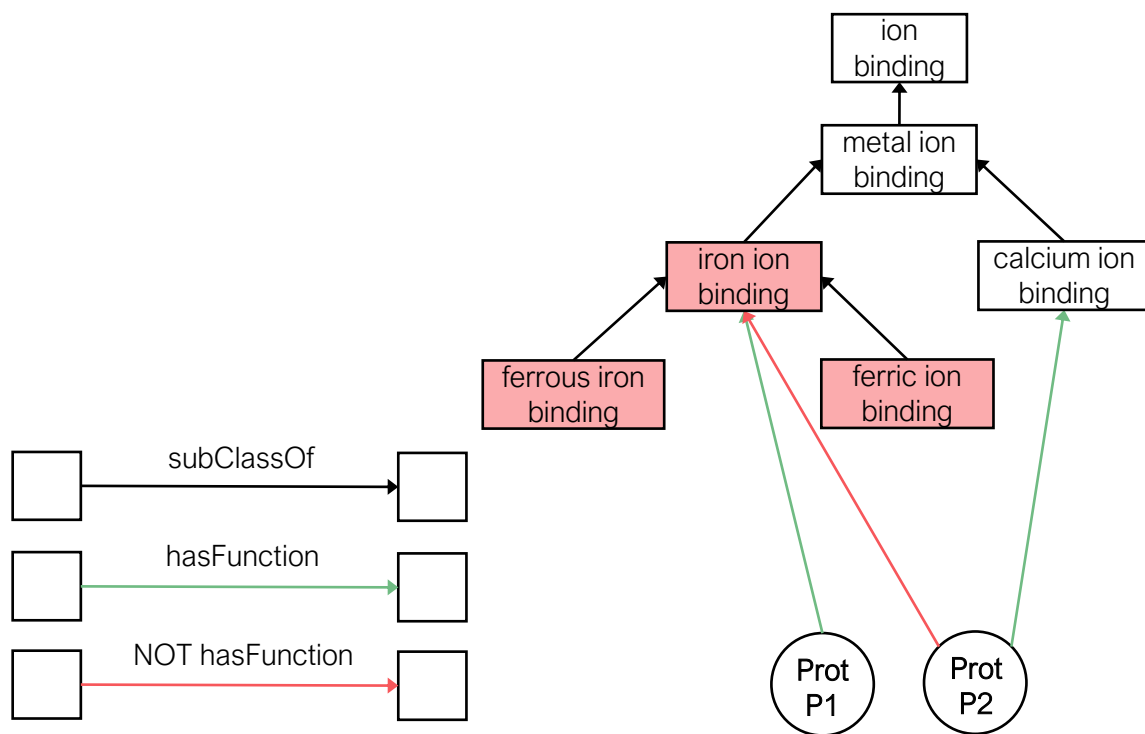 ion
binding
metal ion
binding
iron ion
binding
calcium ion
binding
ferrous iron
binding
ferric ion
binding
subClassOf
hasFunction
NOT hasFunction
Prot
P1
Prot
P2